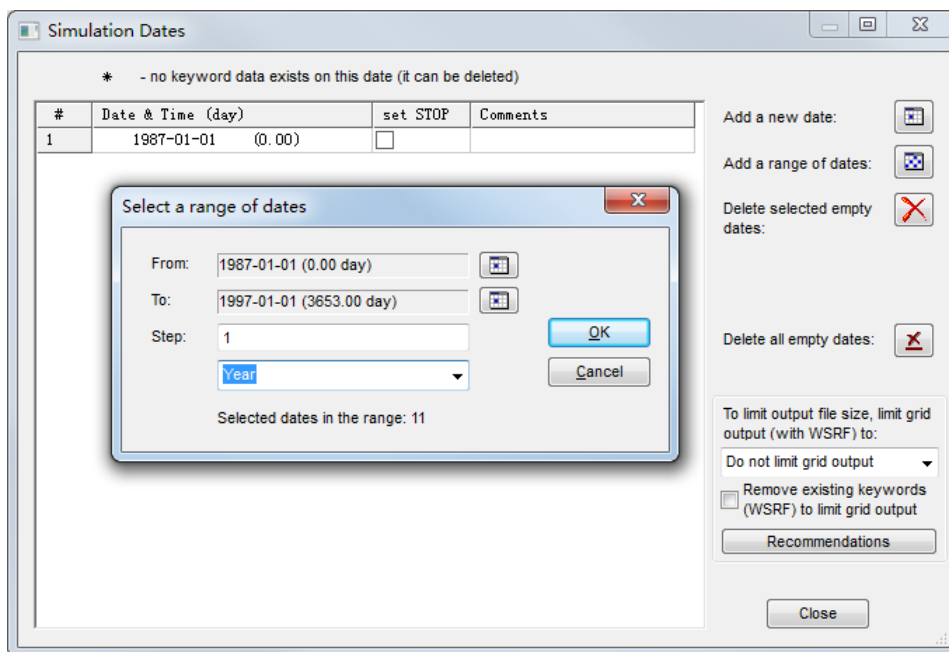 Simulation Dates
* - no keyword data exists on this date (it can be deleted)
# Date & Time (day) set STOP Comments
1 1987-01-01 (0.00)
Add a new date:
Add a range of dates:
Delete selected empty
dates:
Delete all empty dates:
To limit output file size, limit grid
output (with WSRF) to:
Do not limit grid output
Remove existing keywords
(WSRF) to limit grid output
Recommendations
Close
Select a range of dates
From: 1987-01-01 (0.00 day)
To: 1997-01-01 (3653.00 day)
Step: 1
Year
OK
Cancel
Selected dates in the range: 11